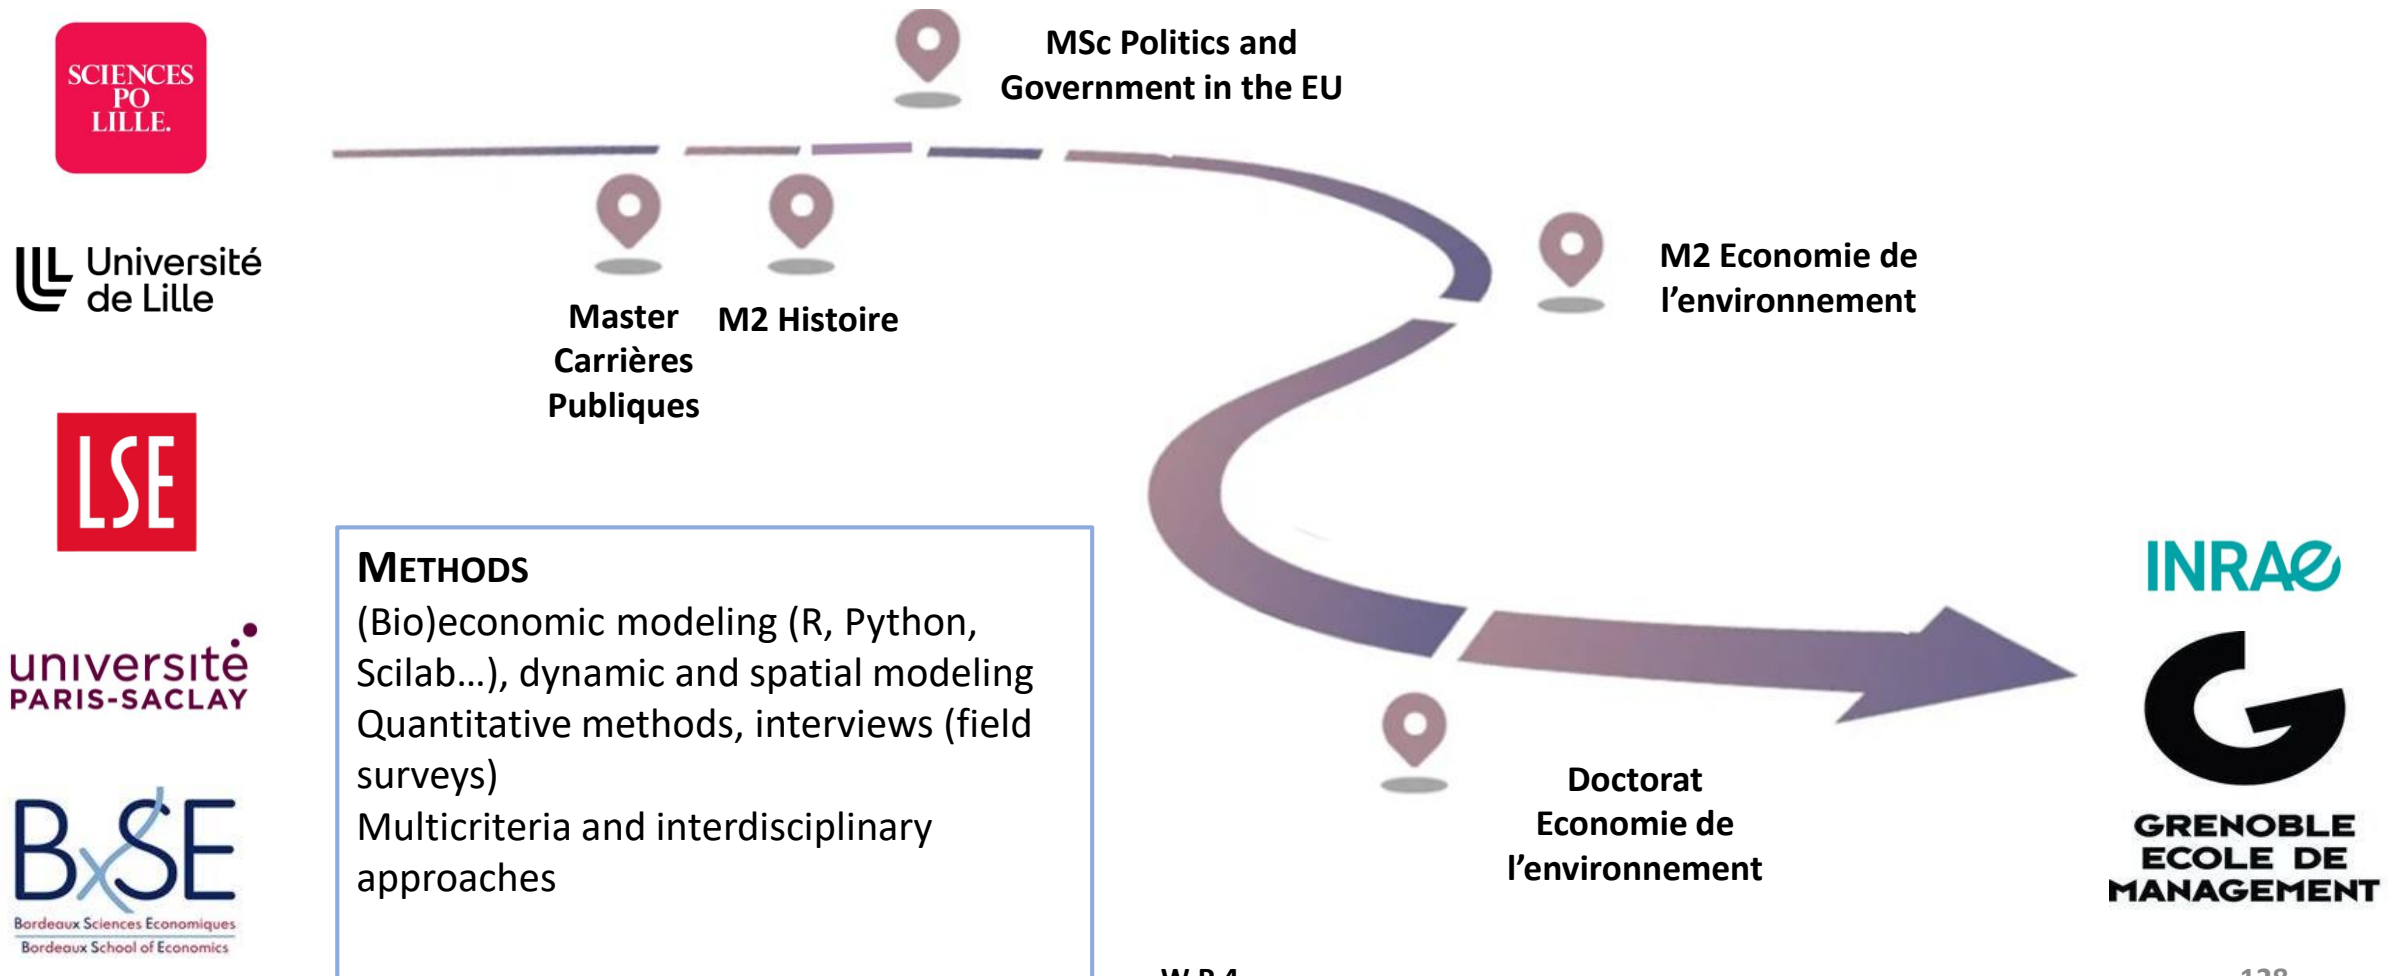 SCIENCES
PO
LILLE.
Université
de Lille
LSE
université
PARIS-SACLAY
BxSE
Bordeaux Sciences Economiques
Bordeaux School of Economics
MSc Politics and
Government in the EU
Master
Carrières
Publiques
M2 Histoire
M2 Economie de
l’environnement
METHODS
(Bio)economic modeling (R, Python,
Scilab…), dynamic and spatial modeling
Quantitative methods, interviews (field
surveys)
Multicriteria and interdisciplinary
approaches
Doctorat
Economie de
l’environnement
INRAE
GRENOBLE
ECOLE DE
MANAGEMENT